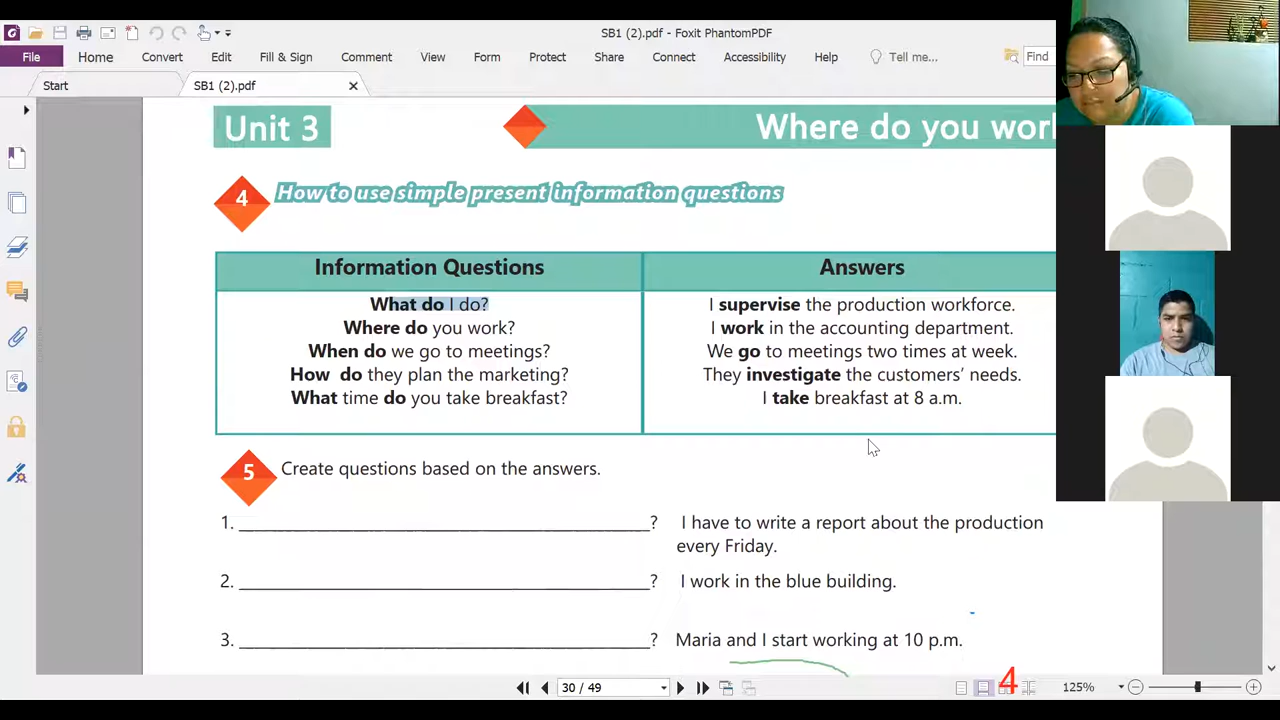 SB1 (2).pdf - Foxit PhantomPDF
File Home Convert Edit Fill & Sign Comment View Form Protect Share Connect Accessibility Help Tell me... Find
Start SB1 (2).pdf
Unit 3 Where do you wor
4 How to use simple present information questions
Information Questions Answers
What do I do? I supervise the production workforce.
Where do you work? I work in the accounting department.
When do we go to meetings? We go to meetings two times at week.
How do they plan the marketing? They investigate the customers' needs.
What time do you take breakfast? I take breakfast at 8 a.m.
5 Create questions based on the answers.
1. ? I have to write a report about the production
every Friday.
2. ? I work in the blue building.
3. ? Maria and I start working at 10 p.m.
30 / 49 4 125%